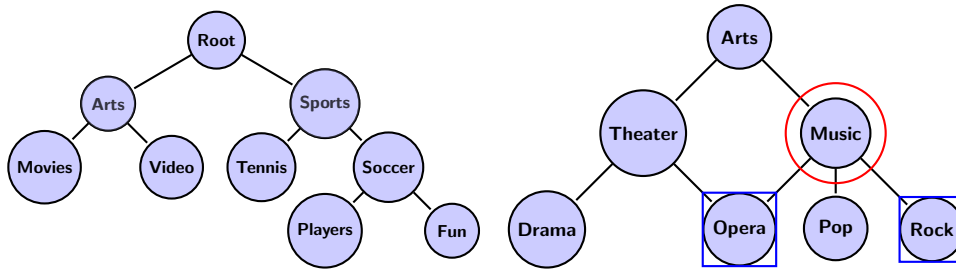 Root
Arts
Sports
Movies
Video
Tennis
Soccer
Players
Fun
Arts
Theater
Music
Drama
Opera
Pop
Rock